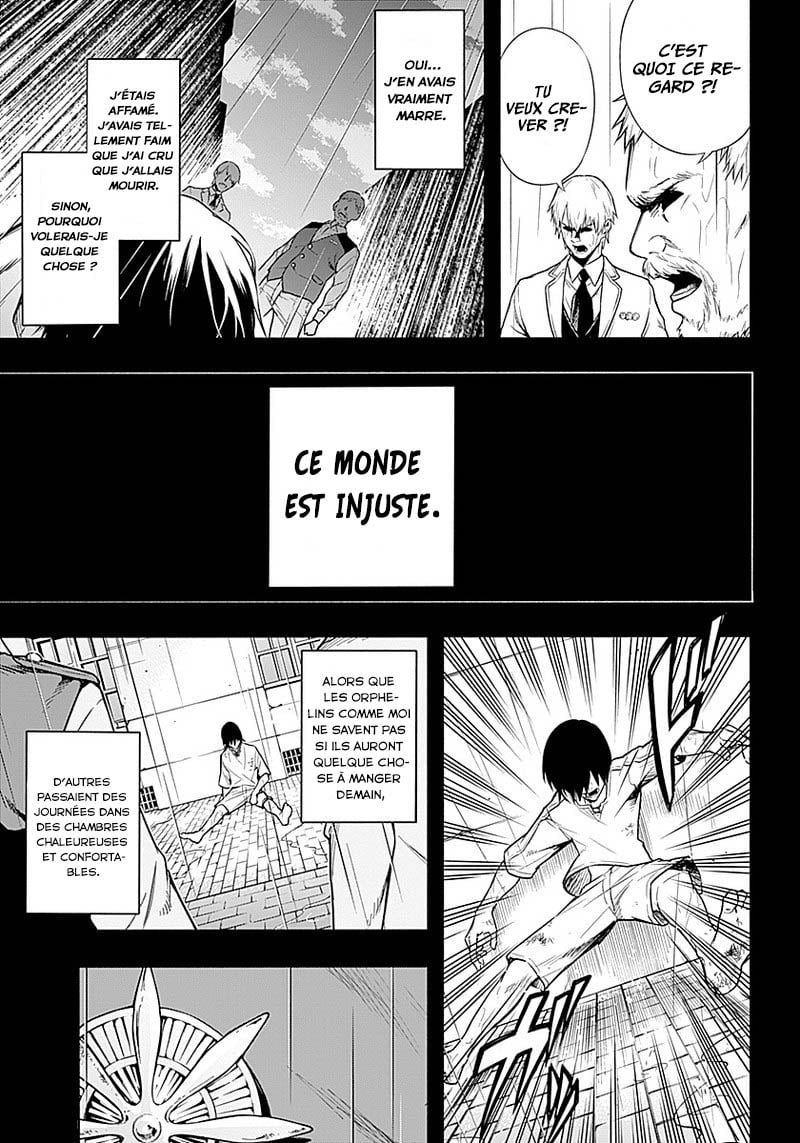 C'EST
QUOI CE RE-
GARD ?!
TU
VEUX CRE-
VER ?!
OUI...
J'EN AVAIS
VRAIMENT
MARRE.
J'ÉTAIS
AFFAMÉ.
J'AVAIS TEL-
LEMENT FAIM
QUE J'AI CRU
QUE J'ALLAIS
MOURIR.
SINON,
POURQUOI
VOLERAIS-JE
QUELQUE
CHOSE ?
CE MONDE
EST INJUSTE.
ALORS QUE
LES ORPHE-
LINS COMME MOI
NE SAVENT PAS
SI ILS AURONT
QUELQUE CHO-
SE À MANGER
DEMAIN,
D'AUTRES
PASSAIENT DES
JOURNÉES DANS
DES CHAMBRES
CHALEUREUSES
ET CONFORTA-
BLES.